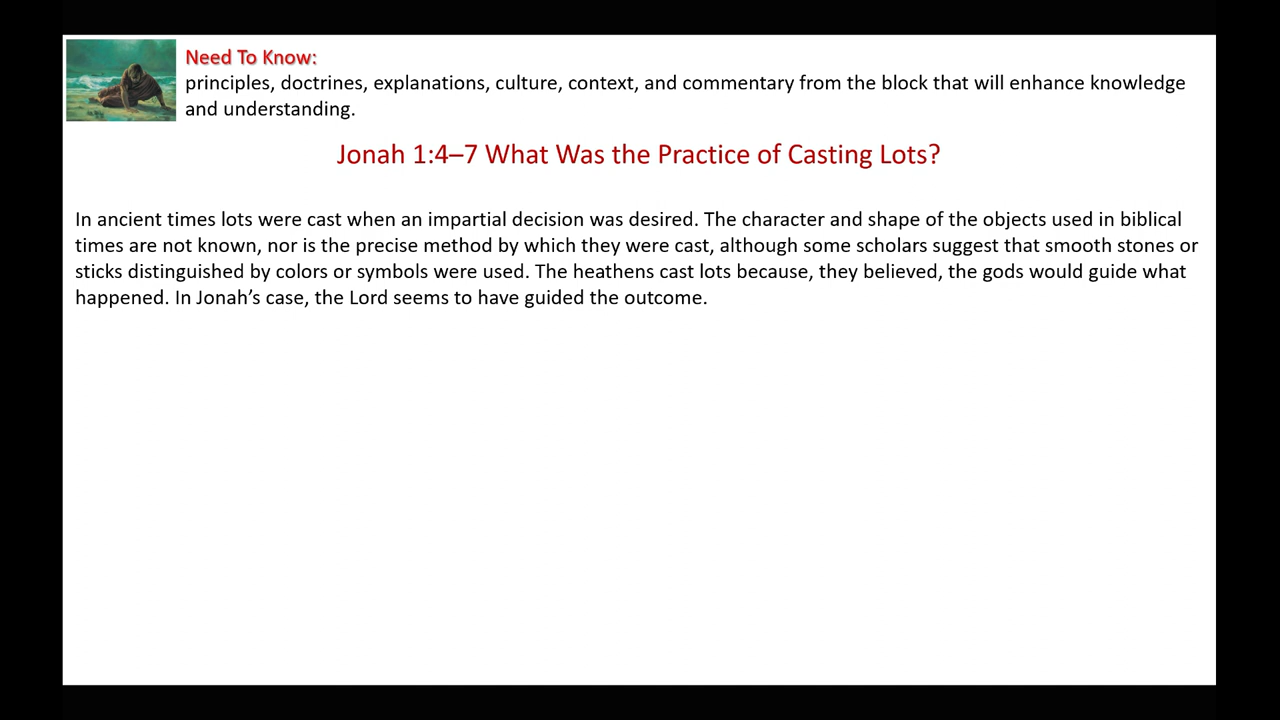 Need To Know:
principles, doctrines, explanations, culture, context, and commentary from the block that will enhance knowledge
and understanding.
Jonah 1:4–7 What Was the Practice of Casting Lots?
In ancient times lots were cast when an impartial decision was desired. The character and shape of the objects used in biblical
times are not known, nor is the precise method by which they were cast, although some scholars suggest that smooth stones or
sticks distinguished by colors or symbols were used. The heathens cast lots because, they believed, the gods would guide what
happened. In Jonah’s case, the Lord seems to have guided the outcome.